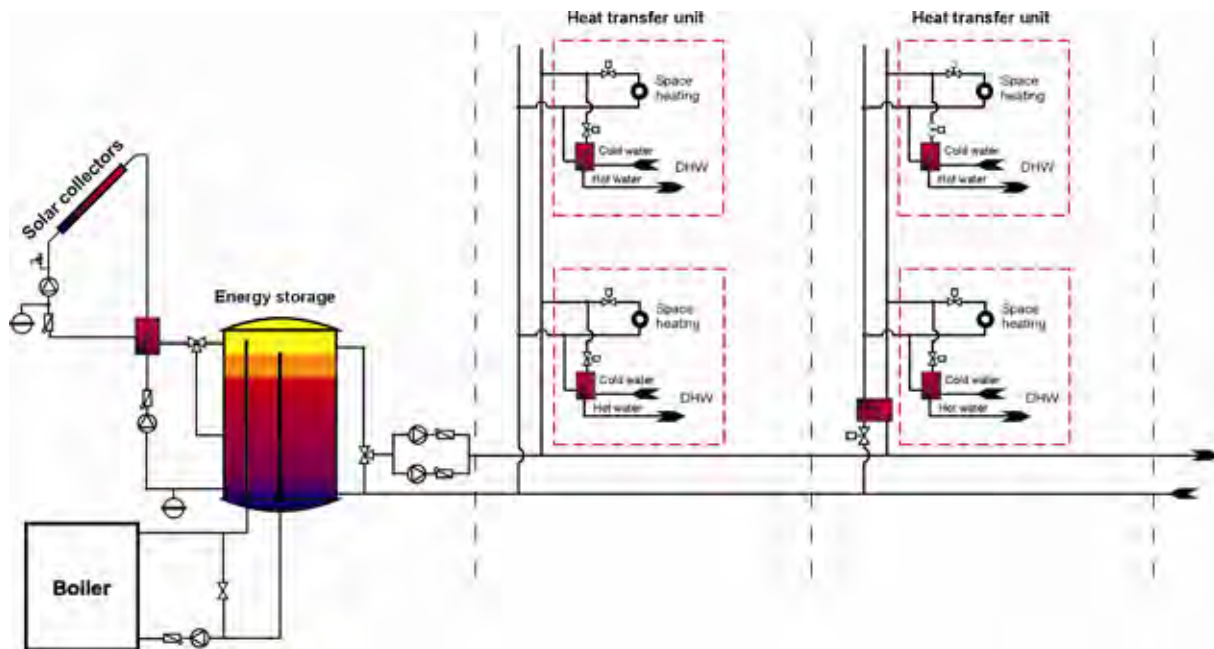 Heat transfer unit
Heat transfer unit
Space
heating
Cold water
DHW
Hot water
Space
heating
Cold water
DHW
Hot water
Solar collectors
Energy storage
Space
heating
Cold water
DHW
Hot water
Space
heating
Cold water
DHW
Hot water
Boiler